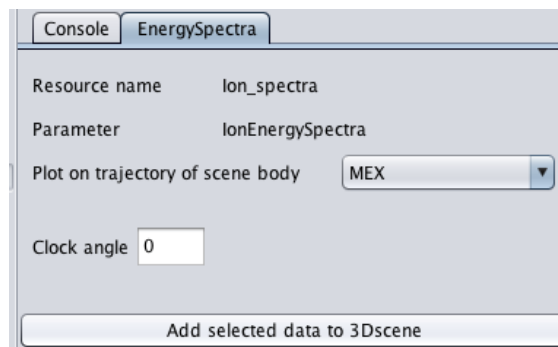 Console EnergySpectra
Resource name Ion_spectra
Parameter IonEnergySpectra
Plot on trajectory of scene body MEX
Clock angle 0
Add selected data to 3Dscene